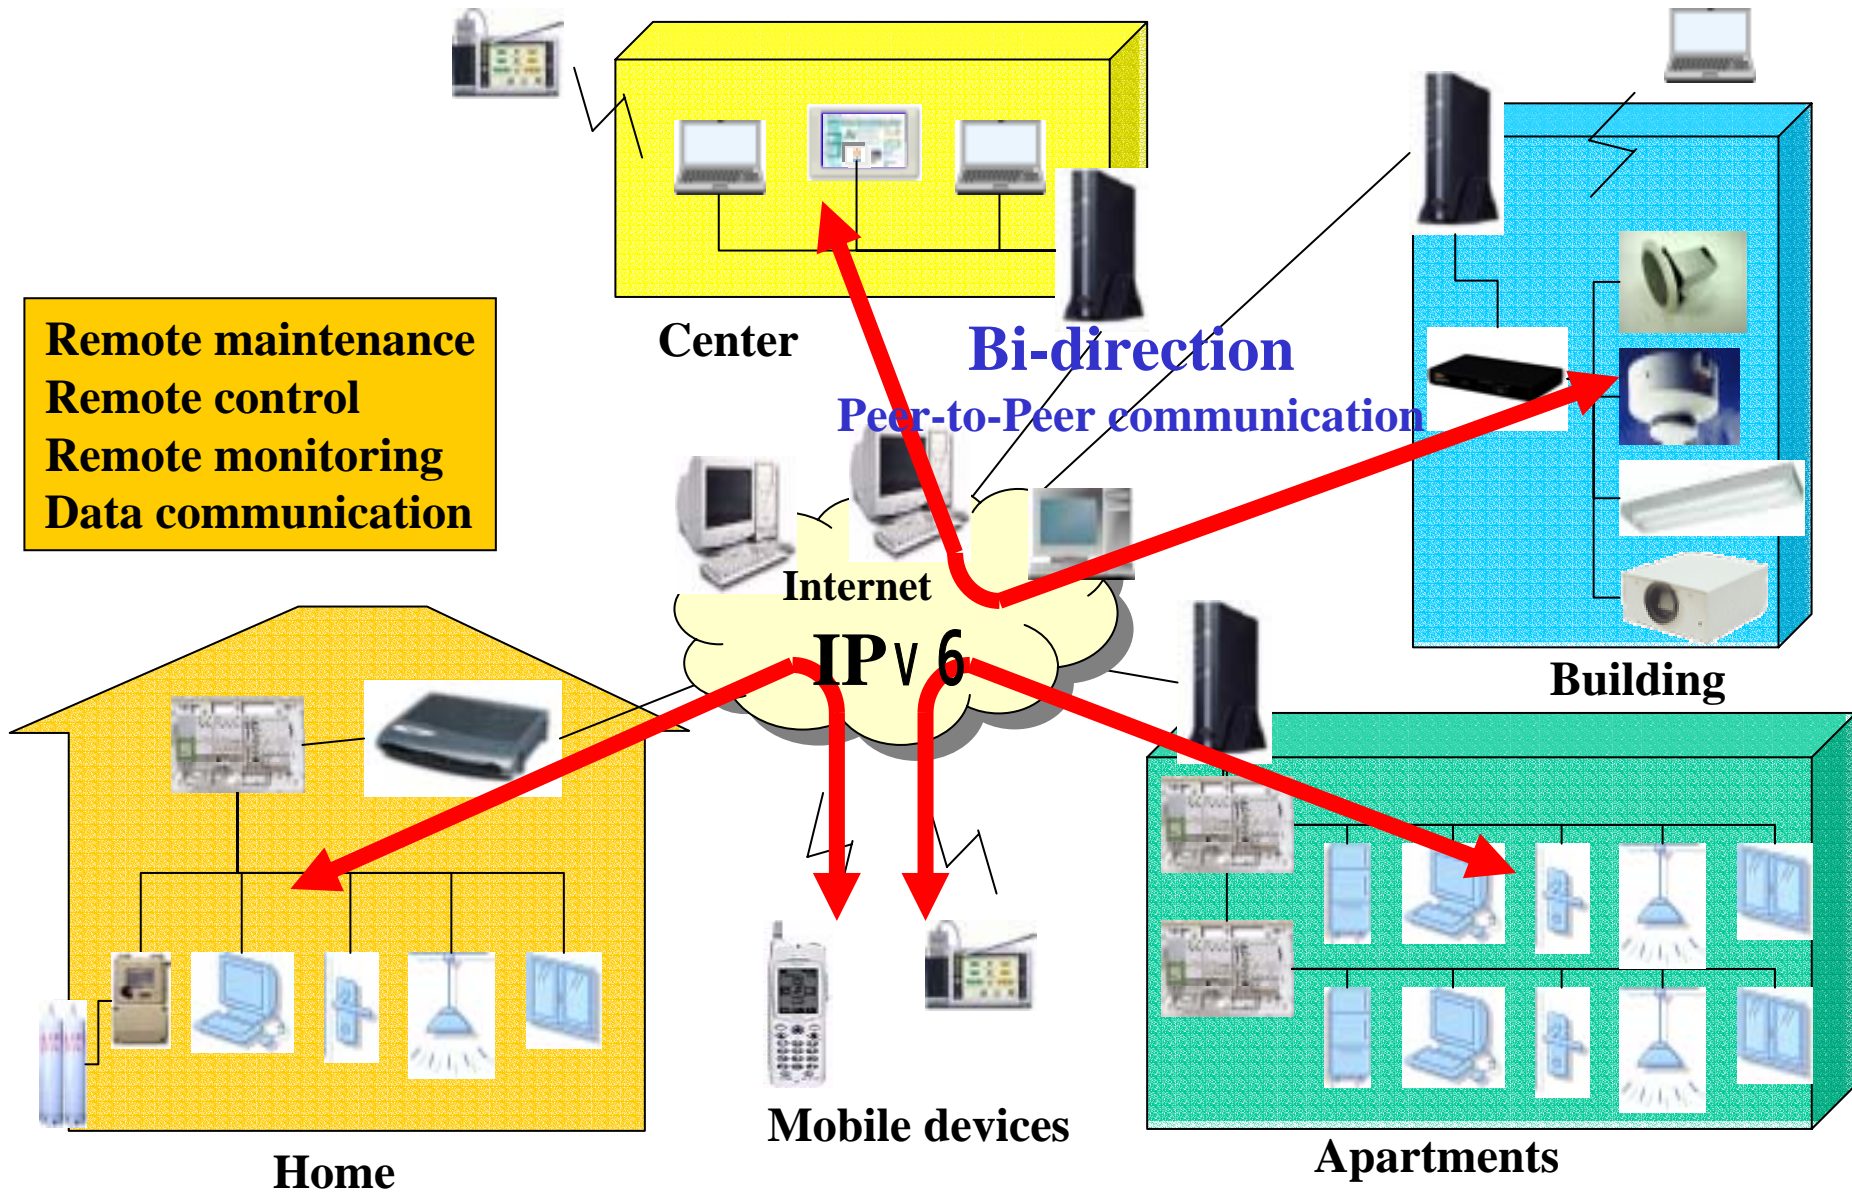 Center
Bi-direction
Peer-to-Peer communication
Remote maintenance
Remote control
Remote monitoring
Data communication
Internet
IPv6
Building
Home
Mobile devices
Apartments